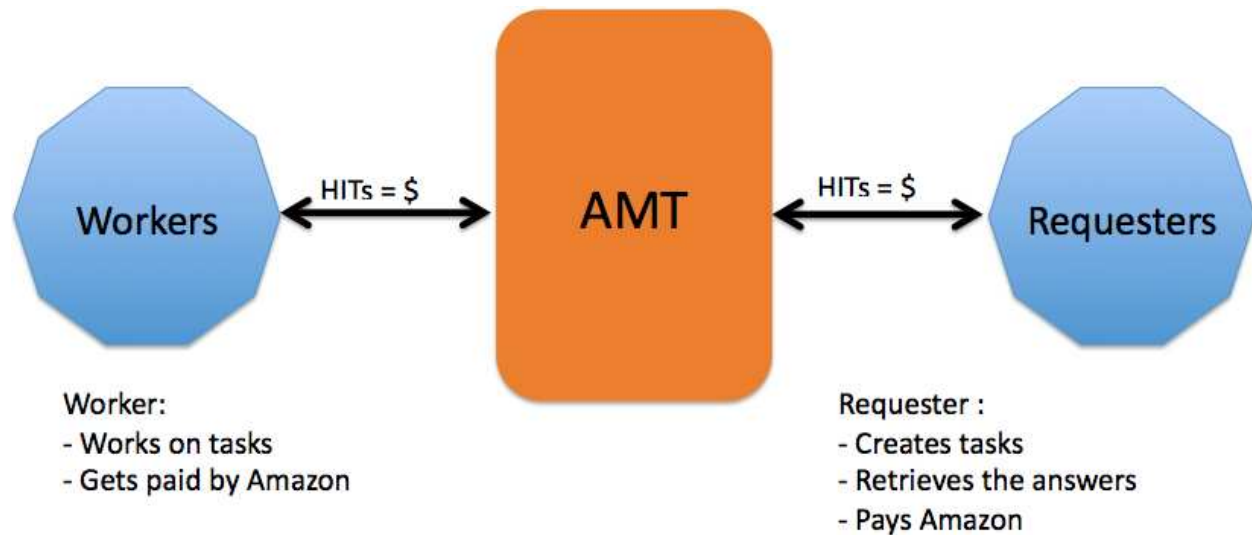 Workers
HITs = $
AMT
HITs = $
Requesters
Worker:
- Works on tasks
- Gets paid by Amazon
Requester :
- Creates tasks
- Retrieves the answers
- Pays Amazon